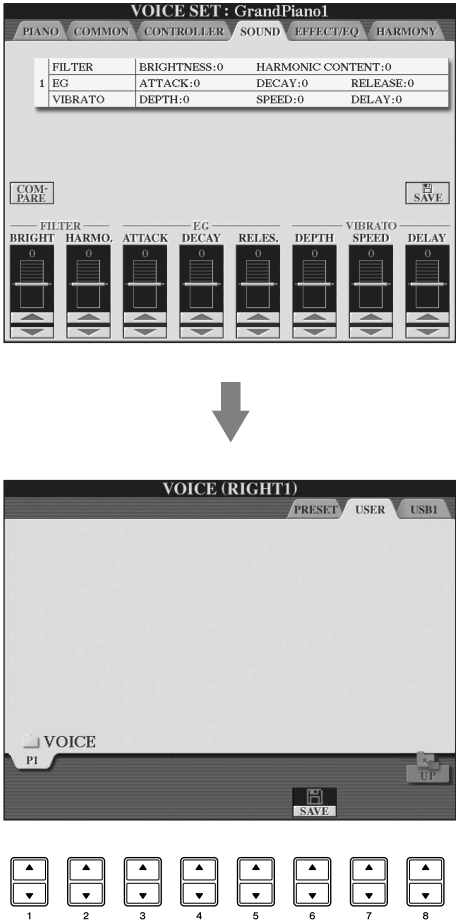 VOICE SET : GrandPiano1
PIANO COMMON CONTROLLER SOUND EFFECT/EQ HARMONY
FILTER BRIGHTNESS:0 HARMONIC CONTENT:0
1 EG ATTACK:0 DECAY:0 RELEASE:0
VIBRATO DEPTH:0 SPEED:0 DELAY:0
COM-
PARE
SAVE
FILTER EG VIBRATO
BRIGHT HARMO. ATTACK DECAY RELES. DEPTH SPEED DELAY
0 0 0 0 0 0 0 0
VOICE (RIGHT1)
PRESET USER USB1
VOICE
P1
UP
SAVE
1 2 3 4 5 6 7 8